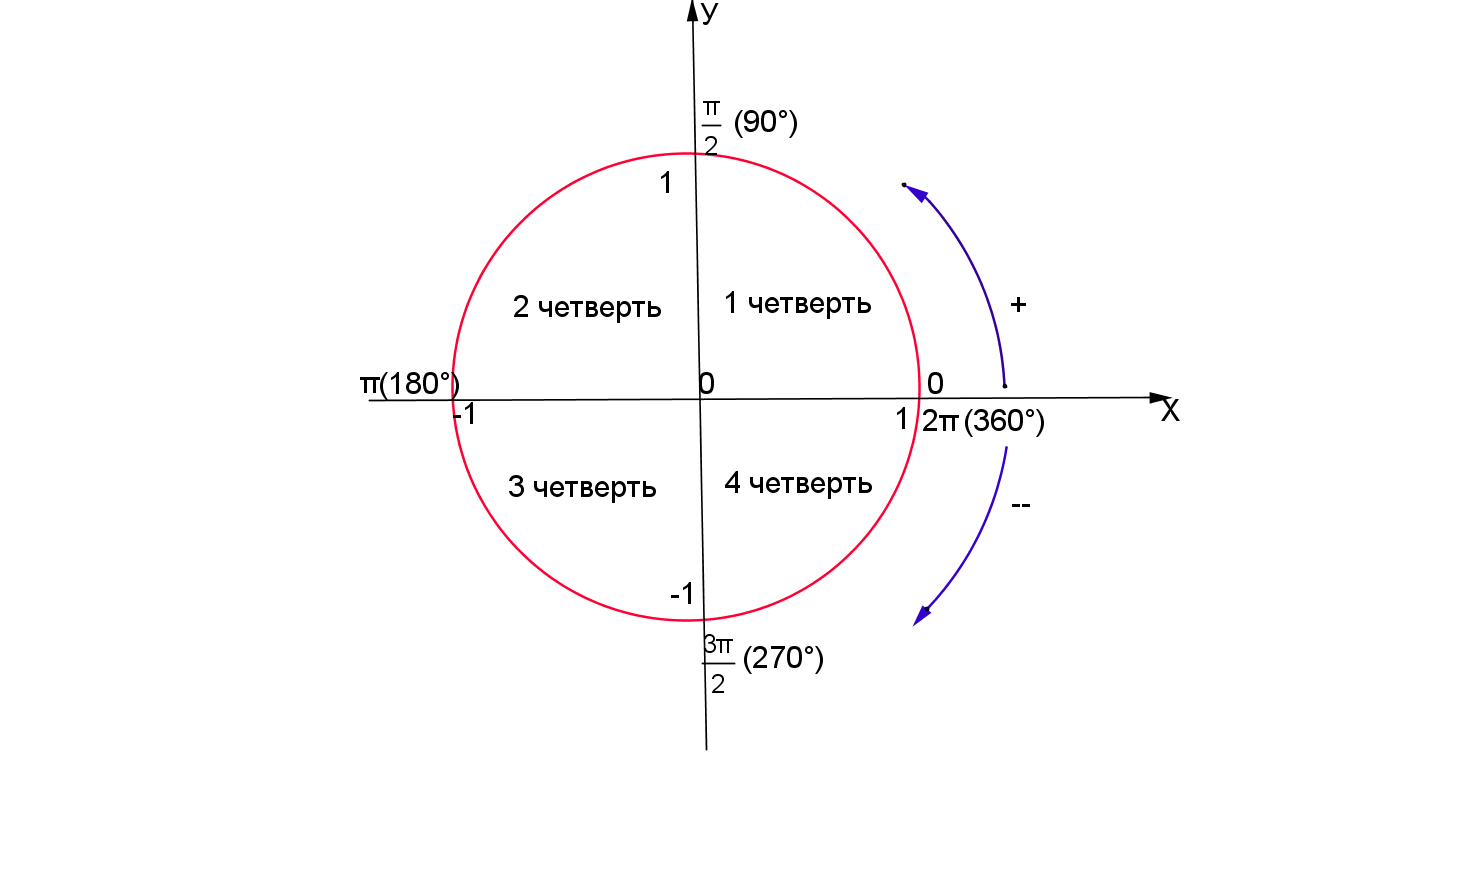 У
π/2 (90°)
1
+
2 четверть
1 четверть
π(180°)
0
0
-1
1
2π(360°)
X
3 четверть
4 четверть
--
-1
3π/2 (270°)